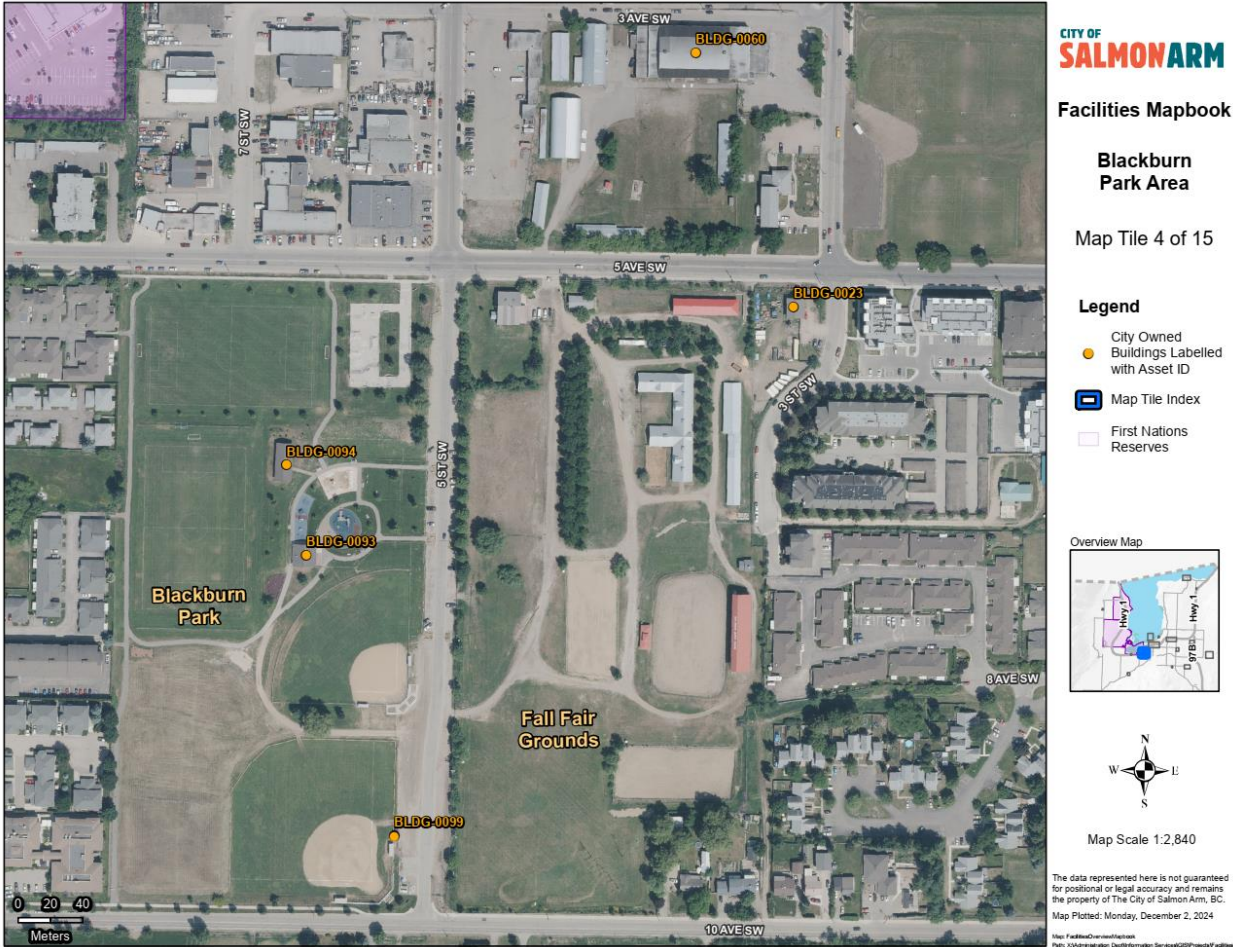 3 AVE SW
BLDG-0060
7 ST SW
5 AVE SW
BLDG-0023
3 ST SW
BLDG-0094
5 ST SW
BLDG-0093
Blackburn
Park
8 AVE SW
Fall Fair
Grounds
BLDG-0099
0 20 40
Meters
10 AVE SW
CITY OF
SALMONARM
Facilities Mapbook
Blackburn
Park Area
Map Tile 4 of 15
Legend
City Owned
Buildings Labelled
with Asset ID
Map Tile Index
First Nations
Reserves
Overview Map
Hwy. 1
Hwy. 1
97B
N
W E
S
Map Scale 1:2,840
The data represented here is not guaranteed
for positional or legal accuracy and remains
the property of The City of Salmon Arm, BC.
Map Plotted: Monday, December 2, 2024
Map: FacilitiesOverviewMapbook